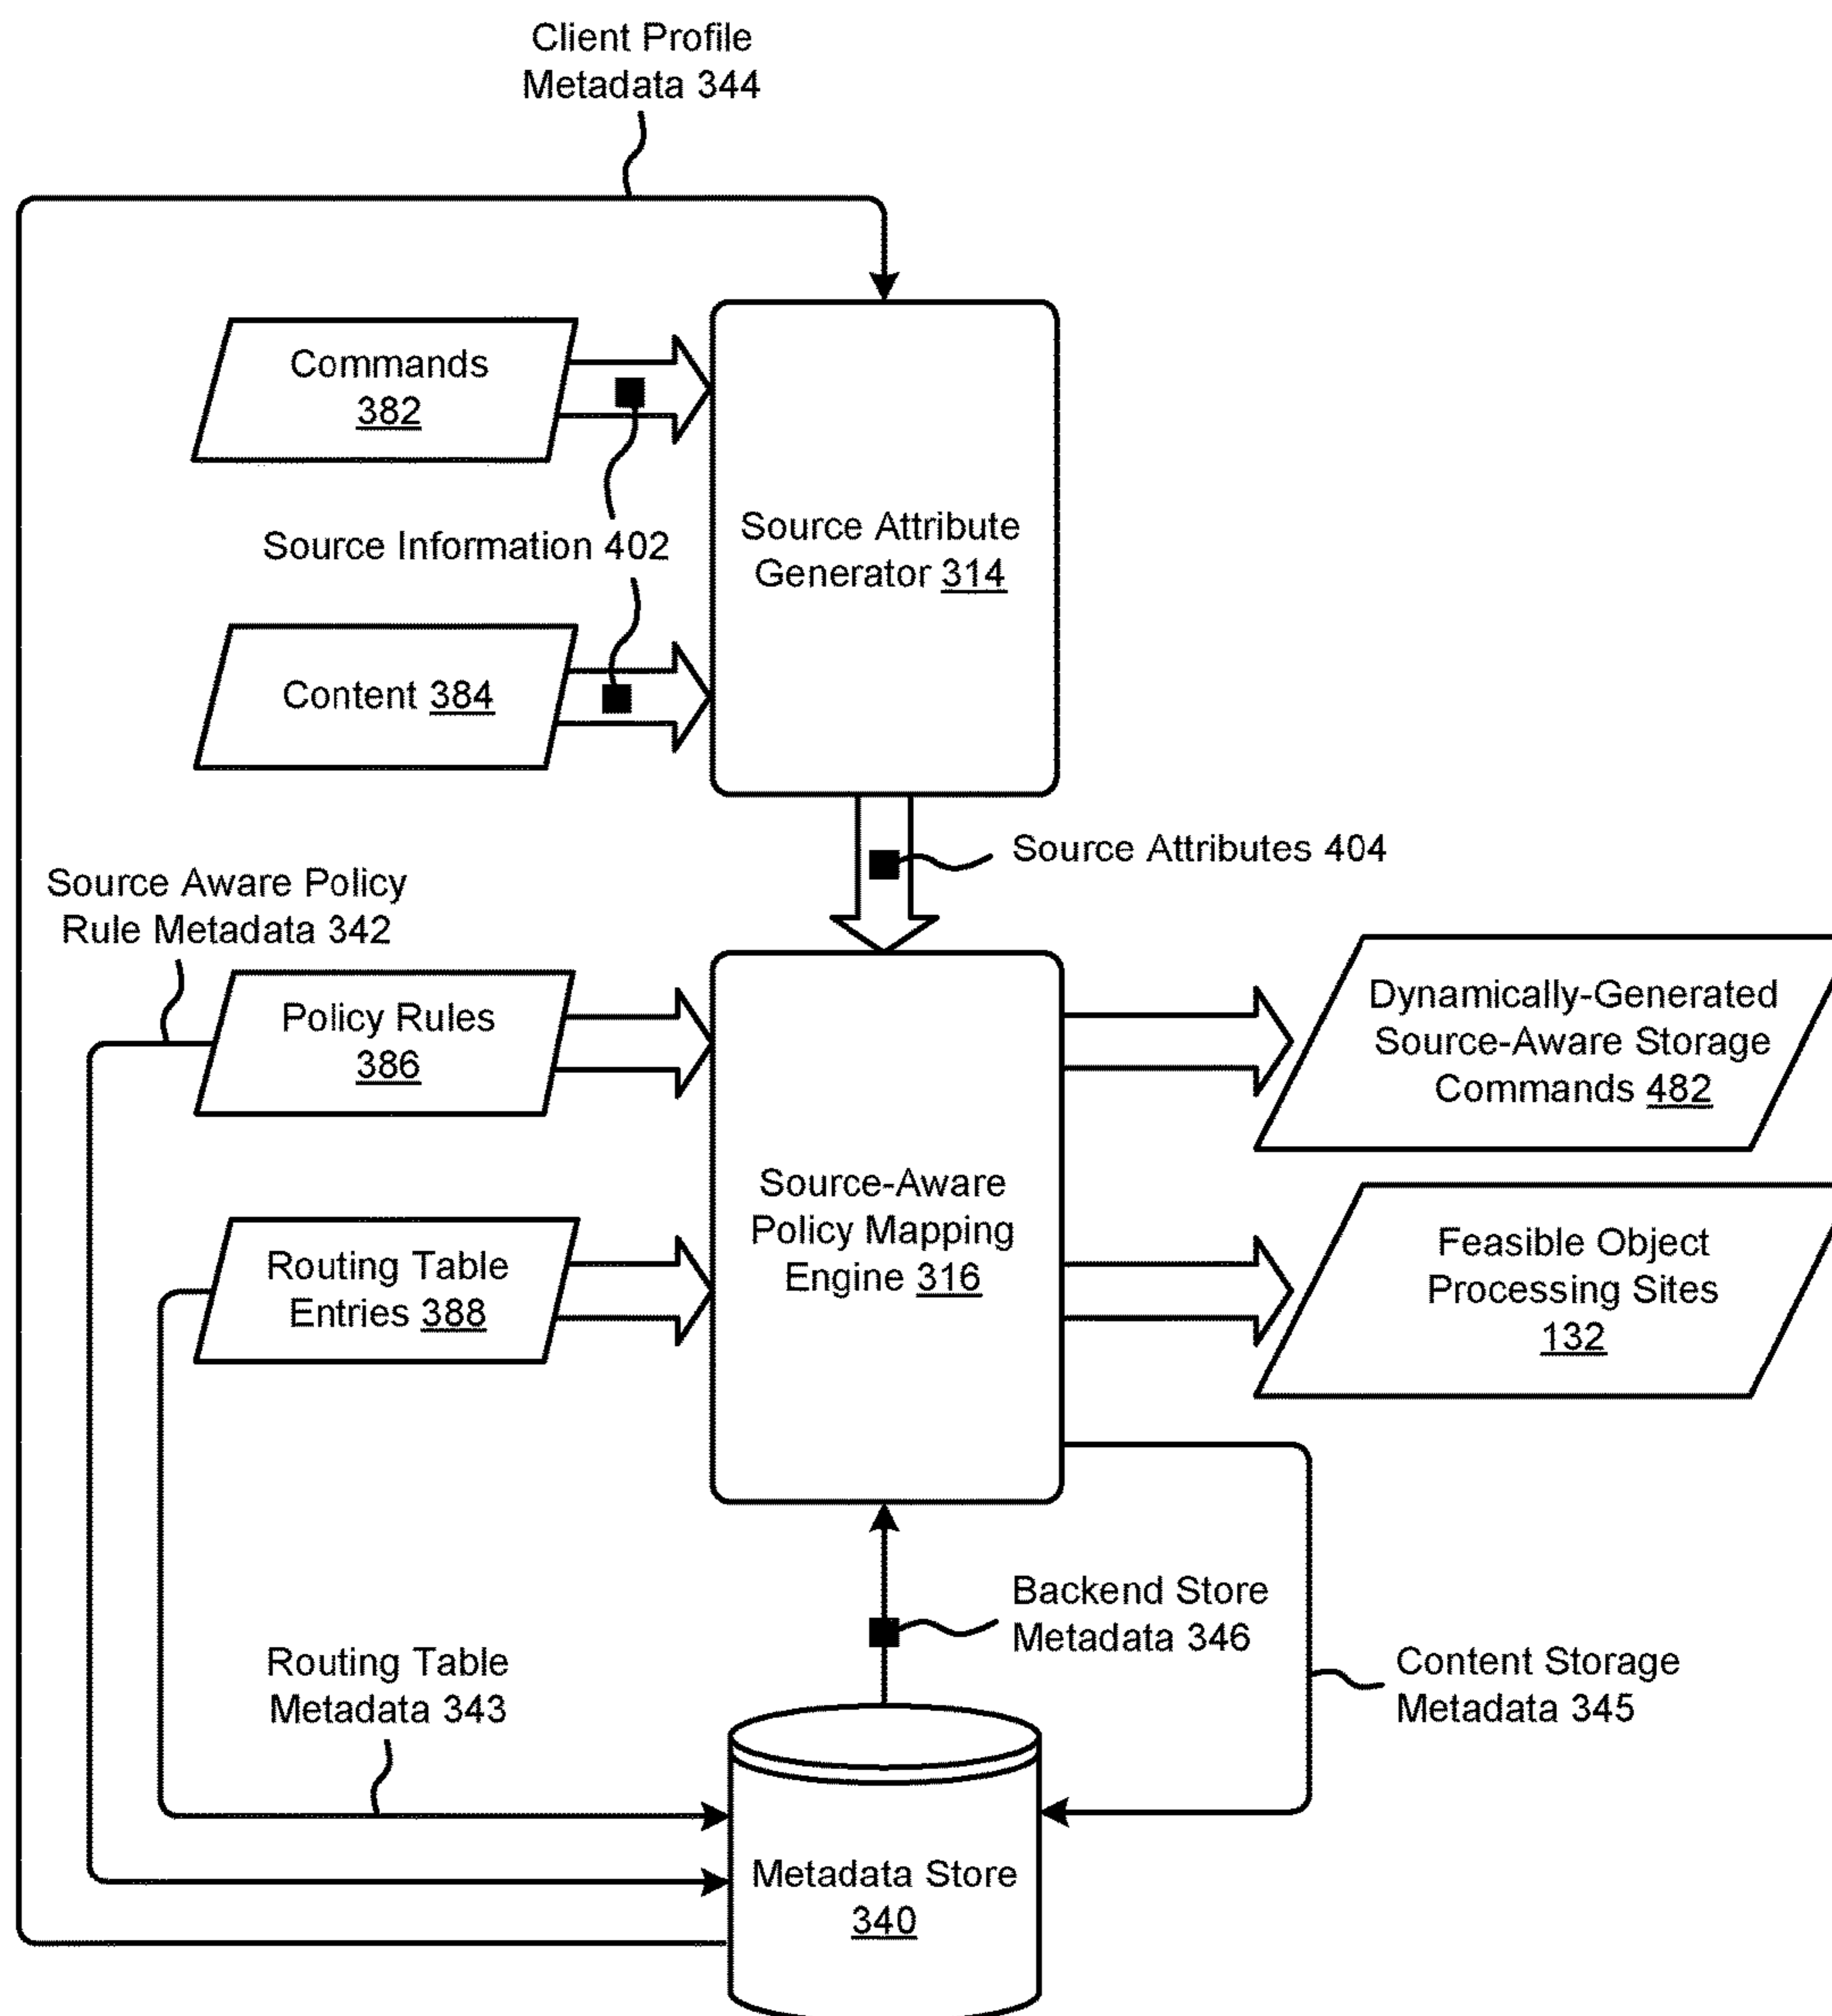 Client Profile
Metadata 344
Commands
382
Source Information 402
Source Attribute
Generator 314
Content 384
Source Attributes 404
Source Aware Policy
Rule Metadata 342
Policy Rules
386
Dynamically-Generated
Source-Aware Storage
Commands 482
Source-Aware
Policy Mapping
Engine 316
Routing Table
Entries 388
Feasible Object
Processing Sites
132
Backend Store
Metadata 346
Routing Table
Metadata 343
Content Storage
Metadata 345
Metadata Store
340